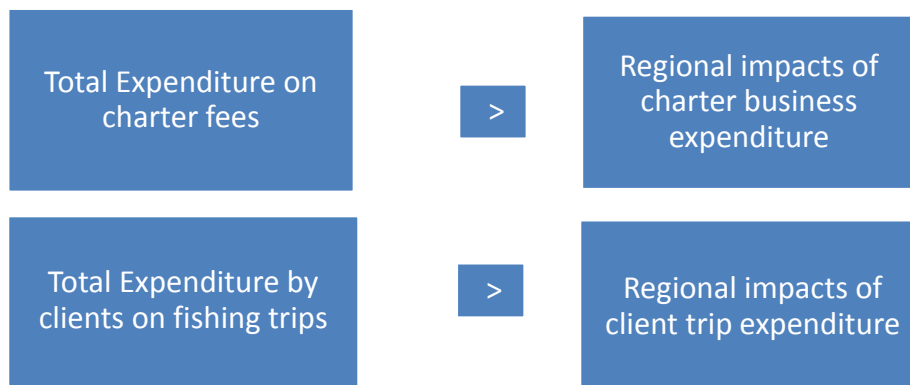 Total Expenditure on
charter fees
>
Regional impacts of
charter business
expenditure
Total Expenditure by
clients on fishing trips
>
Regional impacts of
client trip expenditure